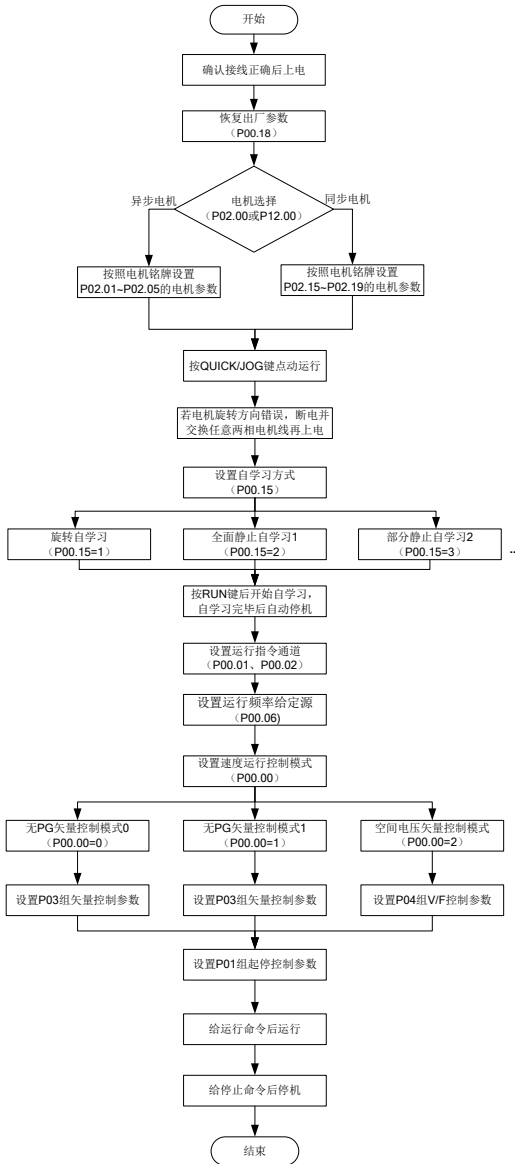 开始
确认接线正确后上电
恢复出厂参数
（P00.18）
异步电机
电机选择
（P02.00或P12.00）
同步电机
按照电机铭牌设置
P02.01~P02.05的电机参数
按照电机铭牌设置
P02.15~P02.19的电机参数
按QUICK/JOG键点动运行
若电机旋转方向错误，断电并
交换任意两相电机线再上电
设置自学习方式
（P00.15）
旋转自学习
（P00.15=1）
全面静止自学习1
（P00.15=2）
部分静止自学习2
（P00.15=3）
..
按RUN键后开始自学习，
自学习完毕后自动停机
设置运行指令通道
（P00.01、P00.02）
设置运行频率给定源
（P00.06)
设置速度运行控制模式
（P00.00）
无PG矢量控制模式0
（P00.00=0）
无PG矢量控制模式1
（P00.00=1）
空间电压矢量控制模式
（P00.00=2）
设置P03组矢量控制参数
设置P03组矢量控制参数
设置P04组V/F控制参数
设置P01组起停控制参数
给运行命令后运行
给停止命令后停机
结束